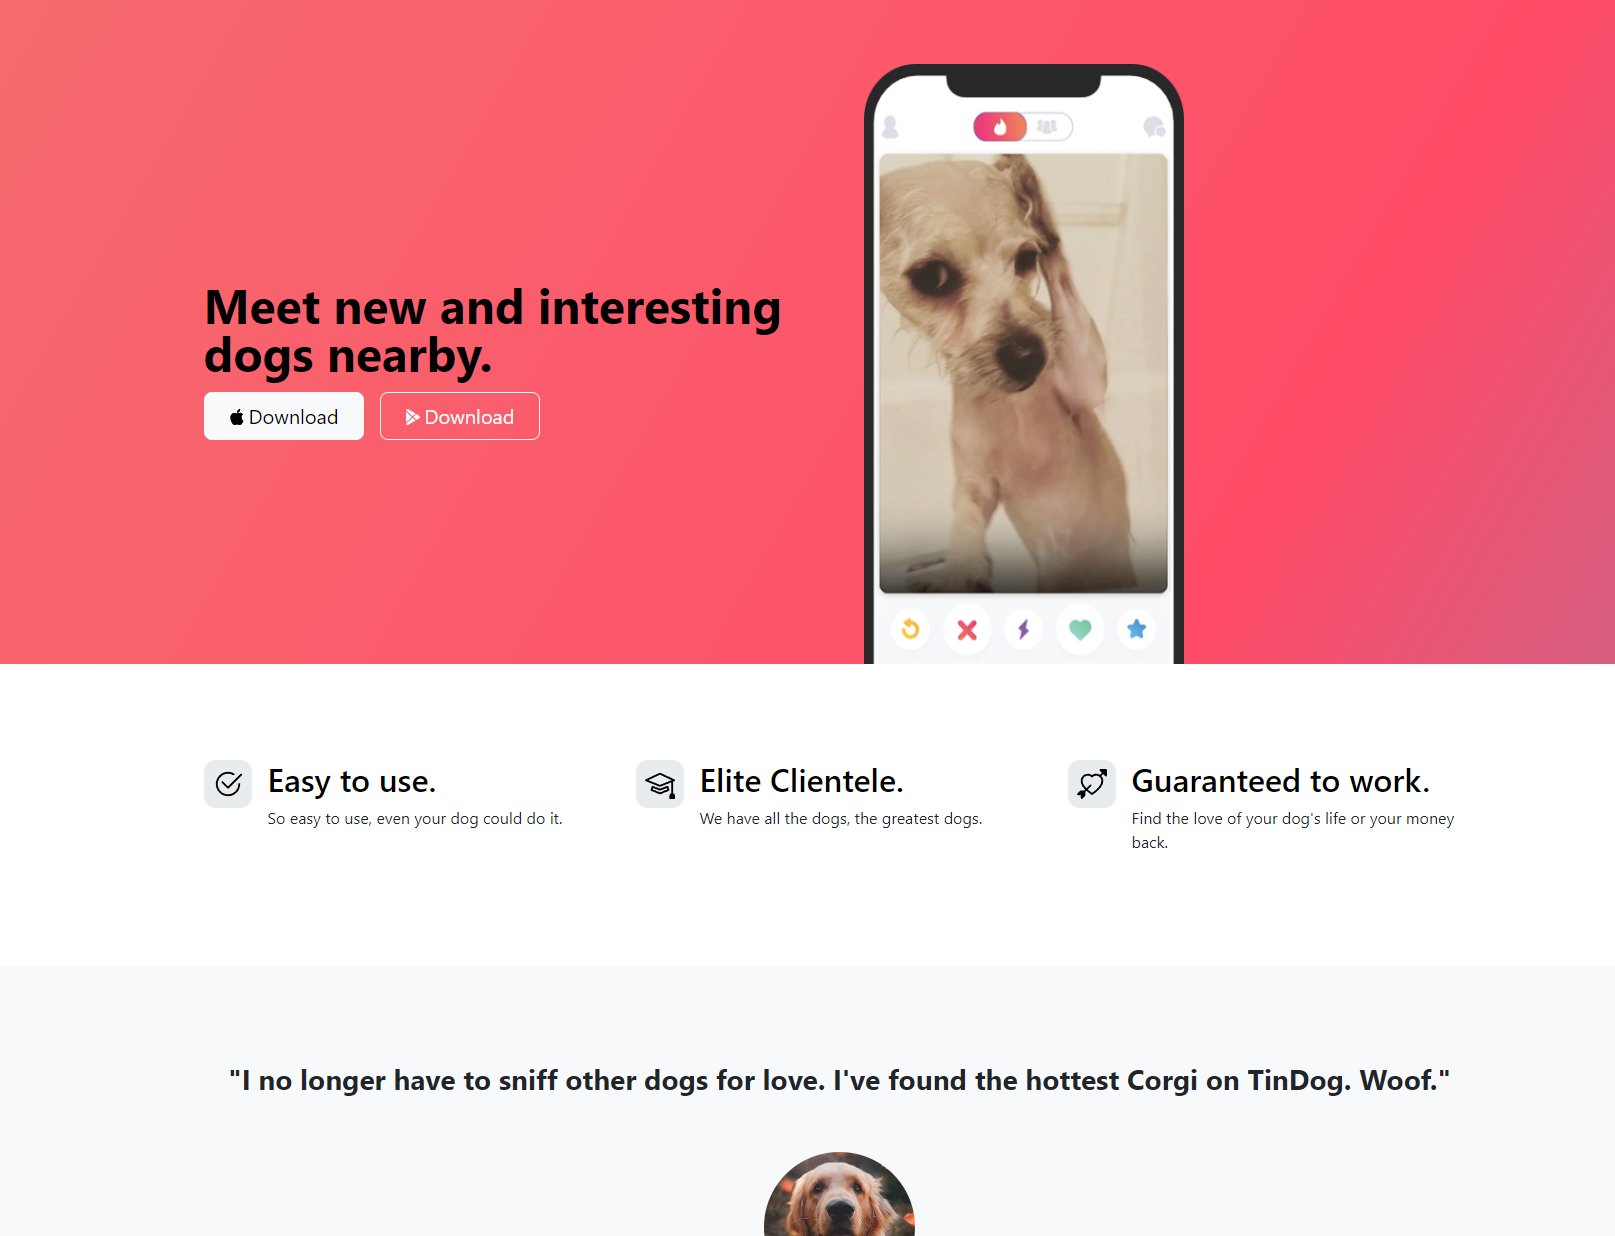 Meet new and interesting
dogs nearby.
Download
Download
Easy to use.
So easy to use, even your dog could do it.
Elite Clientele.
We have all the dogs, the greatest dogs.
Guaranteed to work.
Find the love of your dog's life or your money
back.
"I no longer have to sniff other dogs for love. I've found the hottest Corgi on TinDog. Woof."